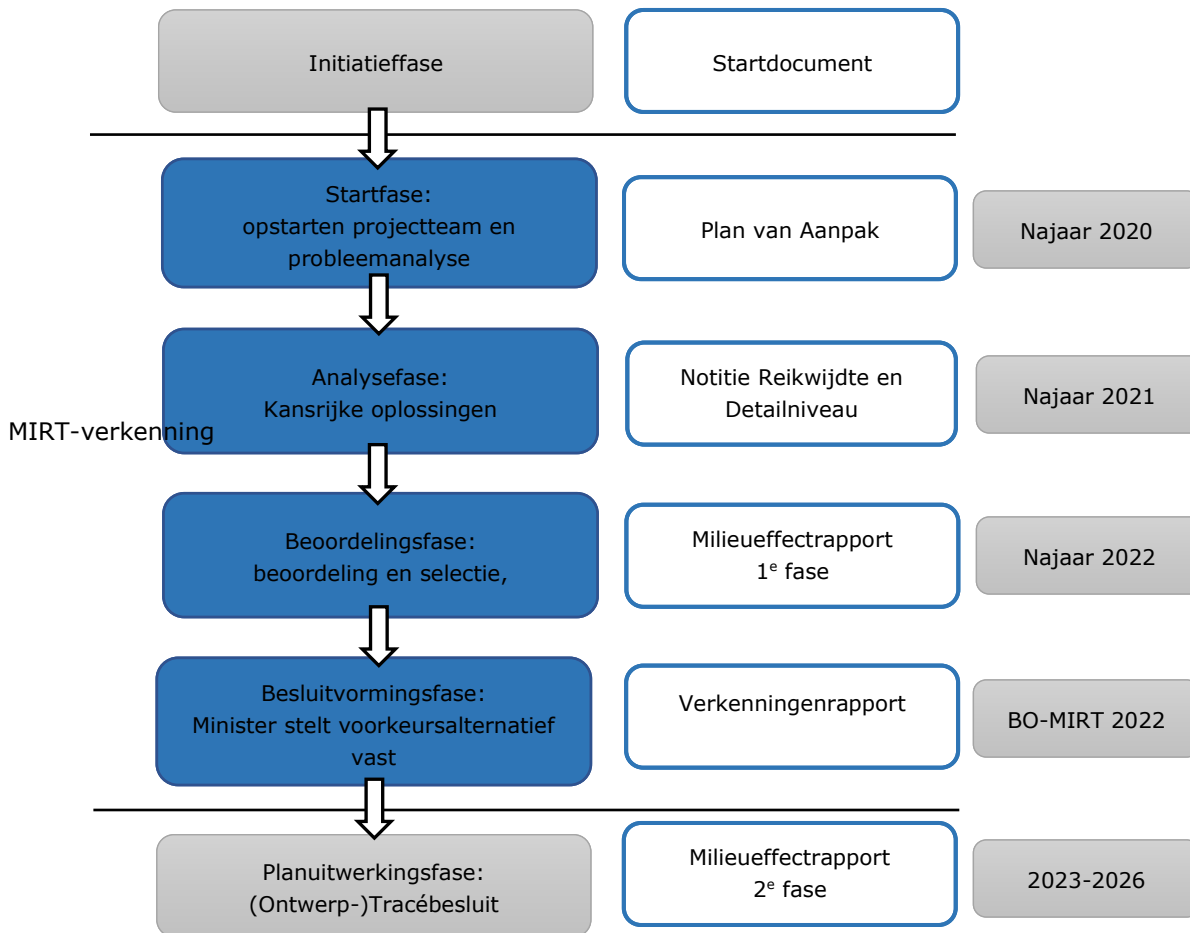 Initiatieffase
Startdocument
Startfase:
opstarten projectteam en
probleemanalyse
Plan van Aanpak
Najaar 2020
Analysefase:
Kansrijke oplossingen
Notitie Reikwijdte en
Detailniveau
Najaar 2021
MIRT-verkenning
Beoordelingsfase:
beoordeling en selectie,
Milieueffectrapport
1e fase
Najaar 2022
Besluitvormingsfase:
Minister stelt voorkeursalternatief
vast
Verkenningenrapport
BO-MIRT 2022
Planuitwerkingsfase:
(Ontwerp-)Tracébesluit
Milieueffectrapport
2e fase
2023-2026